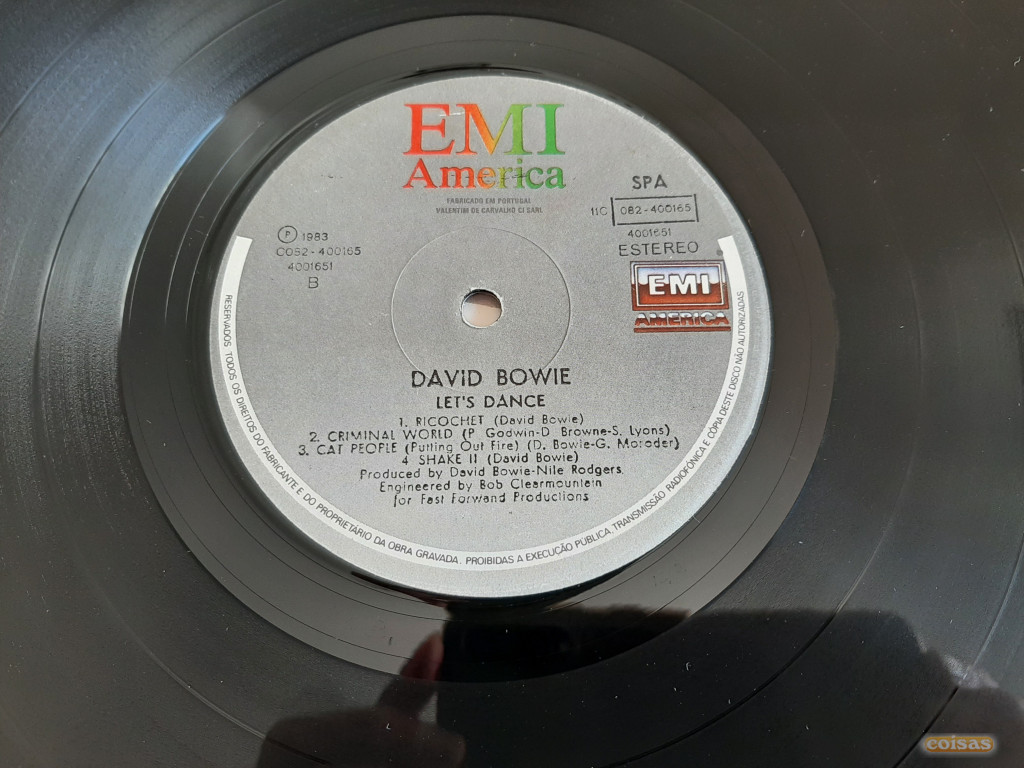 EMI
America
FABRICADO EM PORTUGAL
VALENTIM DE CARVALHO CI SARL
SPA
11C 082-400165
4001651
ESTEREO
EMI
AMERICA
Ⓟ 1983
C082-400165
4001651
B
DAVID BOWIE
LET'S DANCE
1. RICOCHET (David Bowie)
2. CRIMINAL WORLD (P. Godwin-D. Browne-S. Lyons)
3. CAT PEOPLE (Putting Out Fire) (D. Bowie-G. Moroder)
4. SHAKE II (David Bowie)
Produced by David Bowie-Nile Rodgers.
Engineered by Bob Clearmountain
for Fast Forward Productions
RESERVADOS TODOS OS DIREITOS DO FABRICANTE E DO PROPRIETÁRIO DA OBRA GRAVADA. PROIBIDAS A EXECUÇÃO PÚBLICA, TRANSMISSÃO RADIOFÓNICA E CÓPIA DESTE DISCO NÃO AUTORIZADAS
coisas